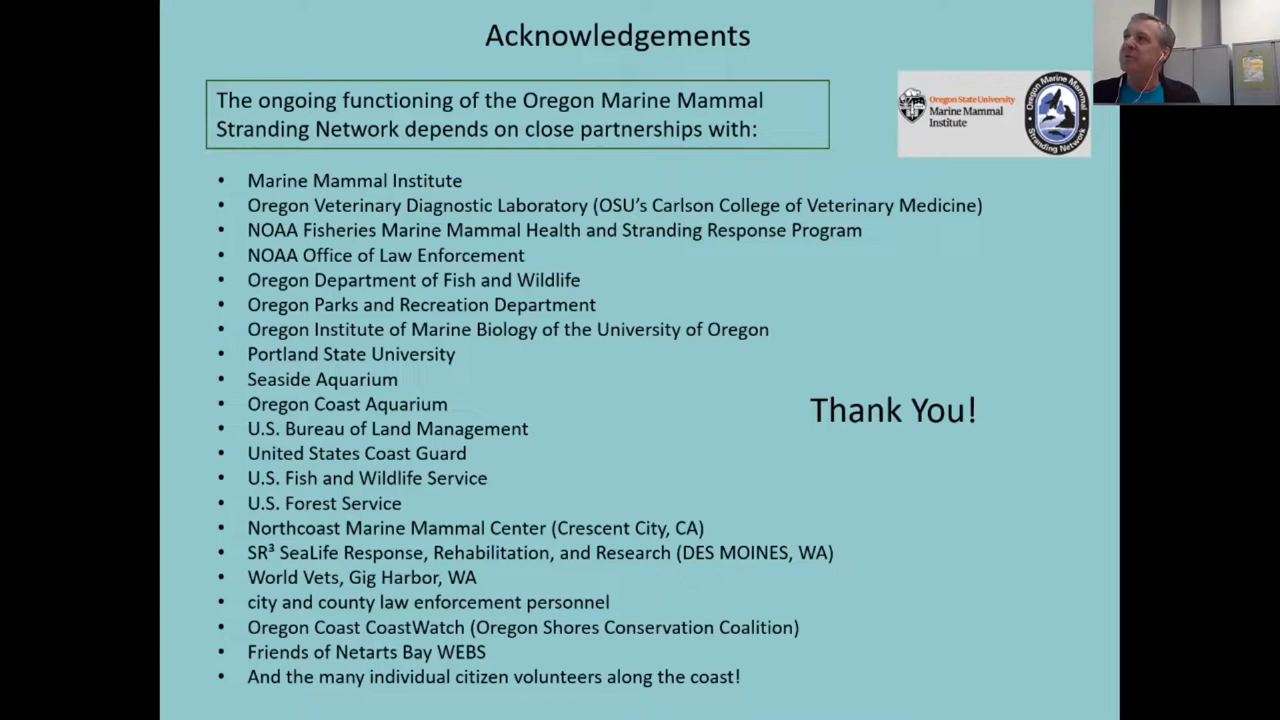 Acknowledgements
The ongoing functioning of the Oregon Marine Mammal
Stranding Network depends on close partnerships with:
Oregon State University
Marine Mammal
Institute
Oregon Marine Mammal
Stranding Network
• Marine Mammal Institute
• Oregon Veterinary Diagnostic Laboratory (OSU’s Carlson College of Veterinary Medicine)
• NOAA Fisheries Marine Mammal Health and Stranding Response Program
• NOAA Office of Law Enforcement
• Oregon Department of Fish and Wildlife
• Oregon Parks and Recreation Department
• Oregon Institute of Marine Biology of the University of Oregon
• Portland State University
• Seaside Aquarium
• Oregon Coast Aquarium
• U.S. Bureau of Land Management
• United States Coast Guard
• U.S. Fish and Wildlife Service
• U.S. Forest Service
• Northcoast Marine Mammal Center (Crescent City, CA)
• SR³ SeaLife Response, Rehabilitation, and Research (DES MOINES, WA)
• World Vets, Gig Harbor, WA
• city and county law enforcement personnel
• Oregon Coast CoastWatch (Oregon Shores Conservation Coalition)
• Friends of Netarts Bay WEBS
• And the many individual citizen volunteers along the coast!
Thank You!